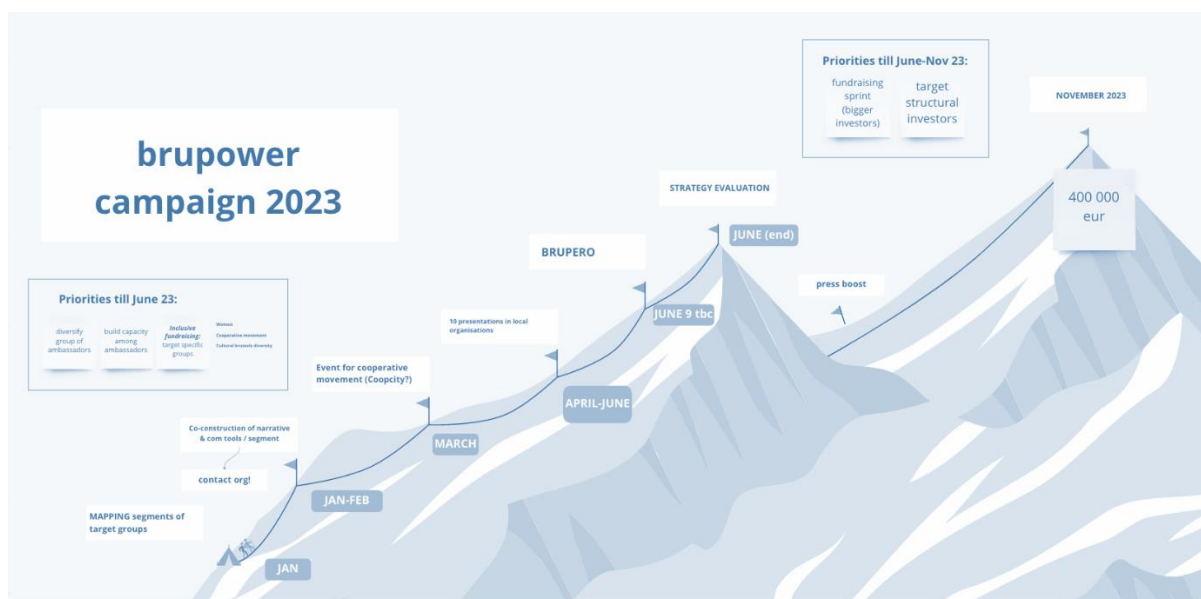 brupower
campaign 2023
Priorities till June 23:
diversify
group of
ambassadors
build capacity
among
ambassadors
Inclusive
fundraising:
target specific
groups
Women
Cooperative movement
Cultural brussels diversity
MAPPING segments of
target groups
JAN
Co-construction of narrative
& com tools / segment
contact org!
JAN-FEB
Event for cooperative
movement (Coopcity?)
MARCH
10 presentations in local
organisations
APRIL-JUNE
BRUPERO
JUNE 9 tbc
STRATEGY EVALUATION
JUNE (end)
Priorities till June-Nov 23:
fundraising
sprint
(bigger
investors)
target
structural
investors
press boost
NOVEMBER 2023
400 000
eur